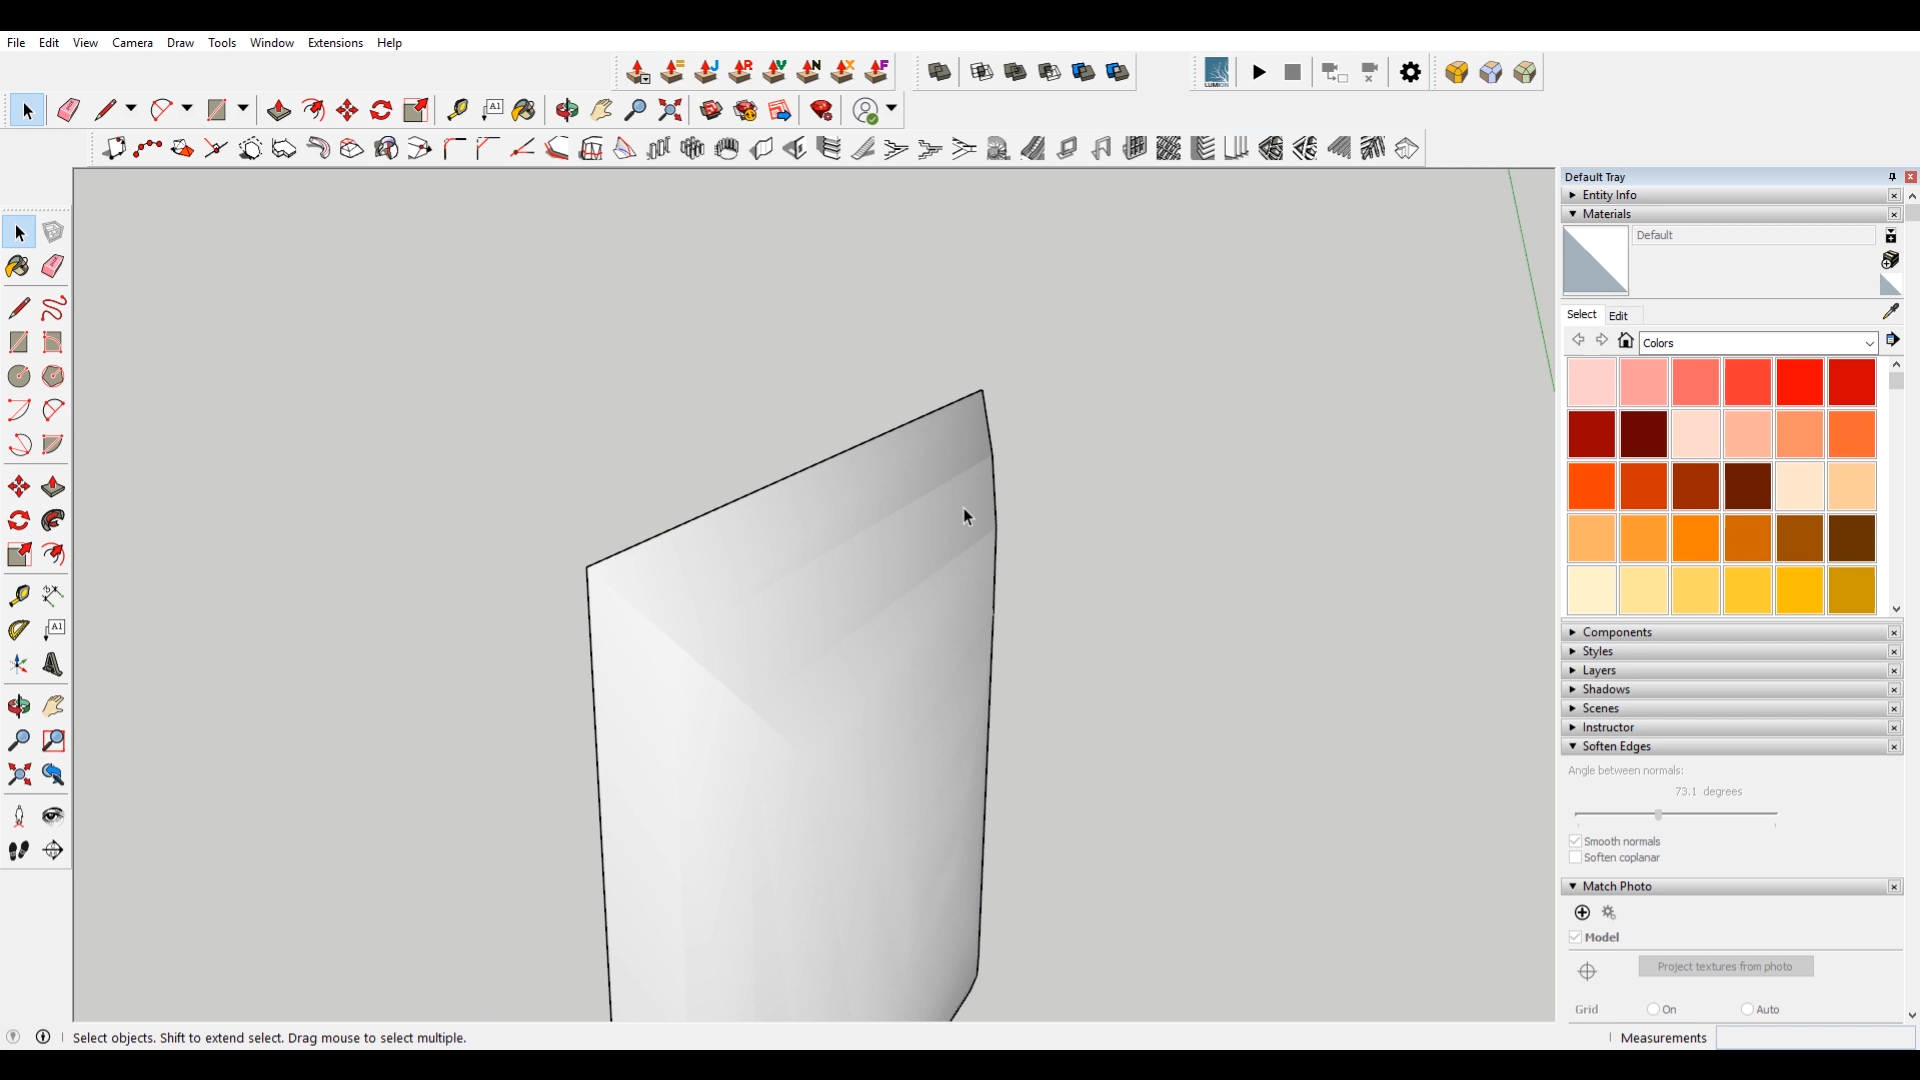 File Edit View Camera Draw Tools Window Extensions Help
= J R V N X F
LUMION
A1
Default Tray
Entity Info
Materials
Default
Select Edit
Colors
A1
Components
Styles
Layers
Shadows
Scenes
Instructor
Soften Edges
Angle between normals:
73.1 degrees
Smooth normals
Soften coplanar
Match Photo
Model
Project textures from photo
Grid On Auto
Select objects. Shift to extend select. Drag mouse to select multiple.
Measurements